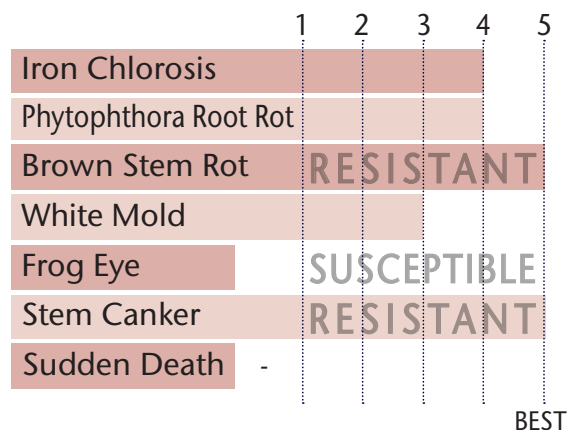 1 2 3 4 5
Iron Chlorosis
Phytophthora Root Rot
Brown Stem Rot RESISTANT
White Mold
Frog Eye SUSCEPTIBLE
Stem Canker RESISTANT
Sudden Death -
BEST